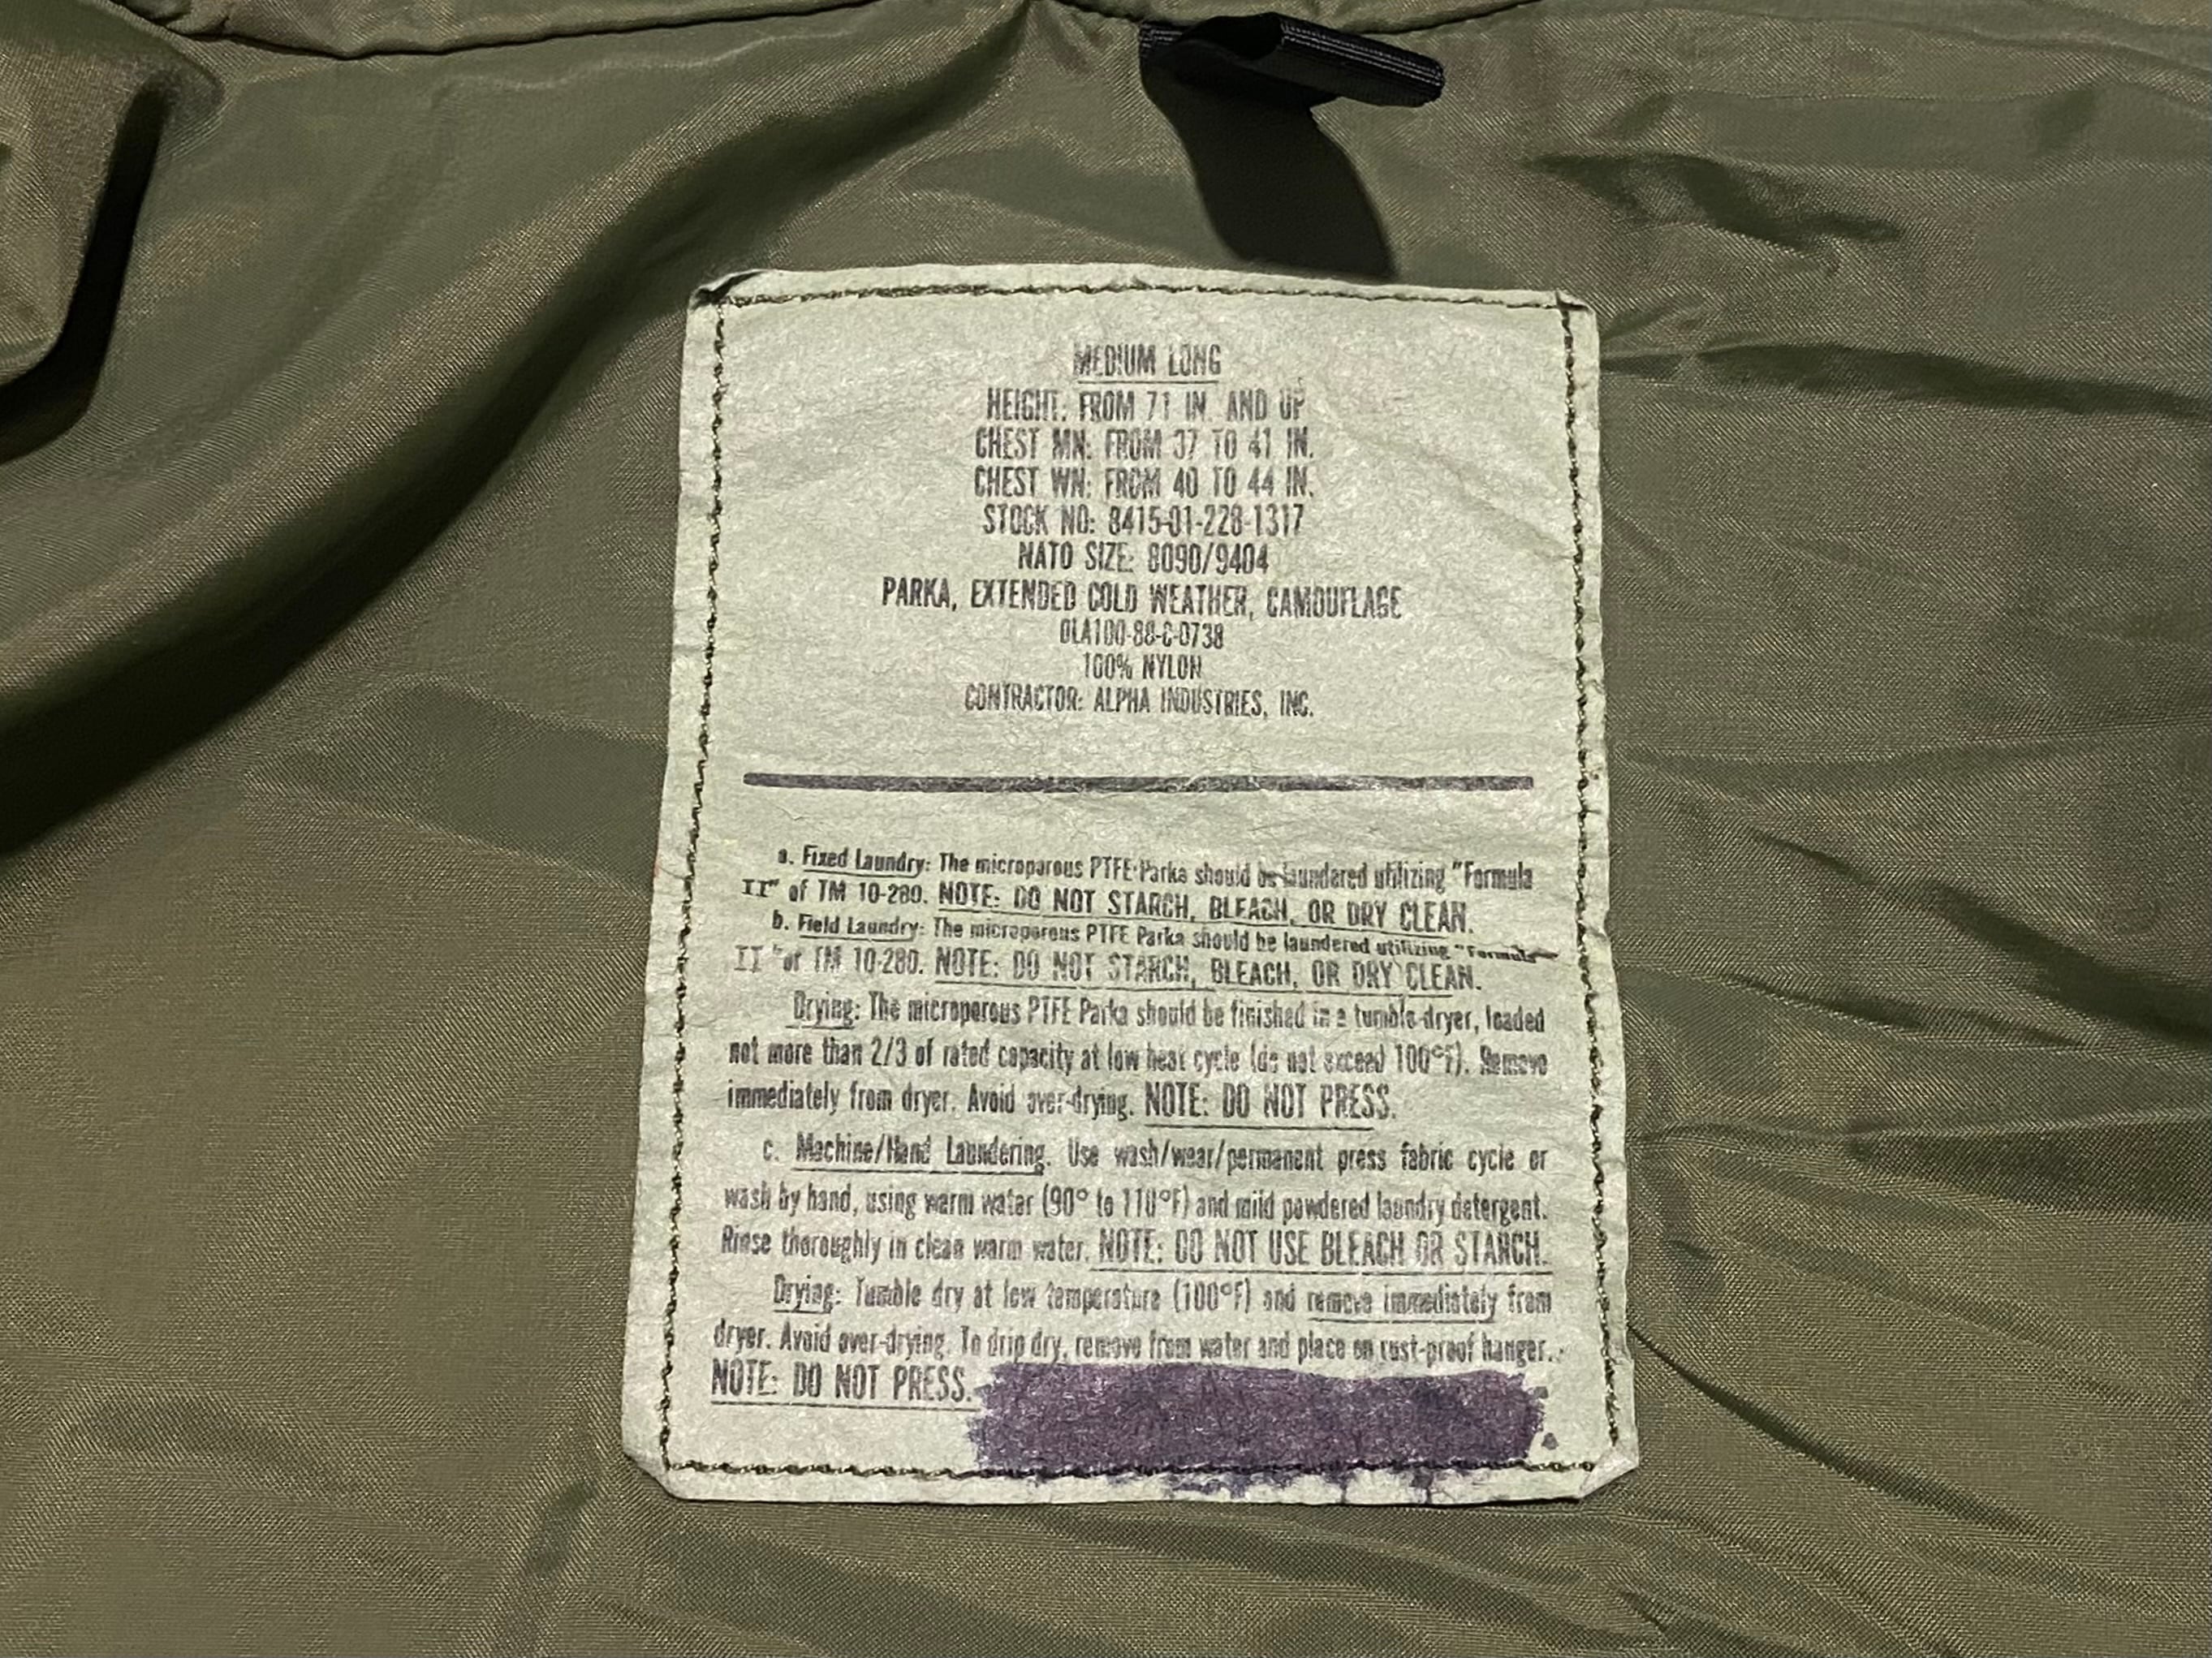 MEDIUM LONG
HEIGHT: FROM 71 IN. AND UP
CHEST MN: FROM 37 TO 41 IN.
CHEST WN: FROM 40 TO 44 IN.
STOCK NO: 8415-01-228-1317
NATO SIZE: 8090/9404
PARKA, EXTENDED COLD WEATHER, CAMOUFLAGE
DLA100-88-C-0738
100% NYLON
CONTRACTOR: ALPHA INDUSTRIES, INC.
a. Fixed Laundry: The microparous PTFE Parka should be laundered utilizing "Formula
II" of TM 10-280. NOTE: DO NOT STARCH, BLEACH, OR DRY CLEAN.
b. Field Laundry: The microporous PTFE Parka should be laundered utilizing "Formula
II" of TM 10-280. NOTE: DO NOT STARCH, BLEACH, OR DRY CLEAN.
Drying: The microporous PTFE Parka should be finished in a tumble dryer, loaded
not more than 2/3 of rated capacity at low heat cycle (do not exceed 100°F). Remove
immediately from dryer. Avoid over-drying. NOTE: DO NOT PRESS.
c. Machine/Hand Laundering. Use wash/wear/permanent press fabric cycle or
wash by hand, using warm water (90° to 110°F) and mild powdered laundry detergent.
Rinse thoroughly in clean warm water. NOTE: DO NOT USE BLEACH OR STARCH.
Drying: Tumble dry at low temperature (100°F) and remove immediately from
dryer. Avoid over-drying. To drip dry, remove from water and place on rust-proof hanger.
NOTE: DO NOT PRESS.